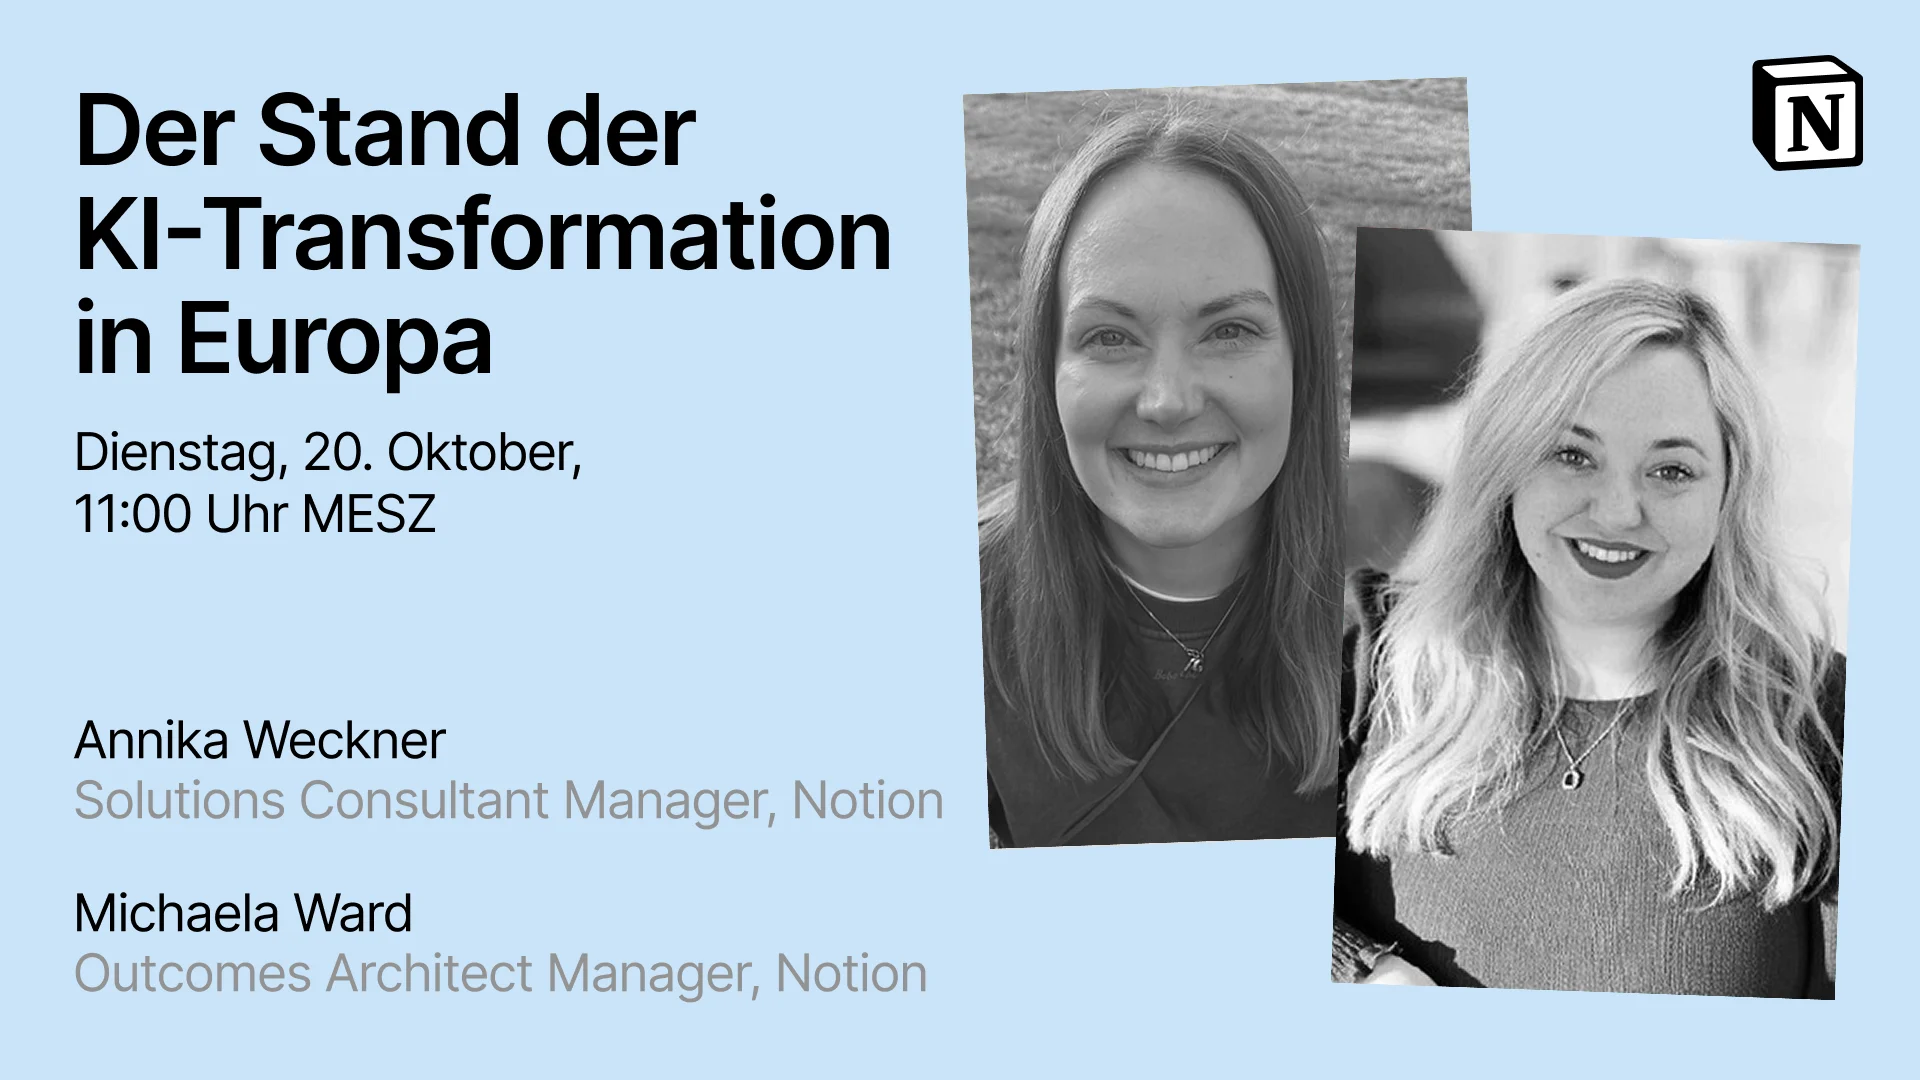 Der Stand der
KI-Transformation
in Europa
Dienstag, 20. Oktober,
11:00 Uhr MESZ
Annika Weckner
Solutions Consultant Manager, Notion
Michaela Ward
Outcomes Architect Manager, Notion
N